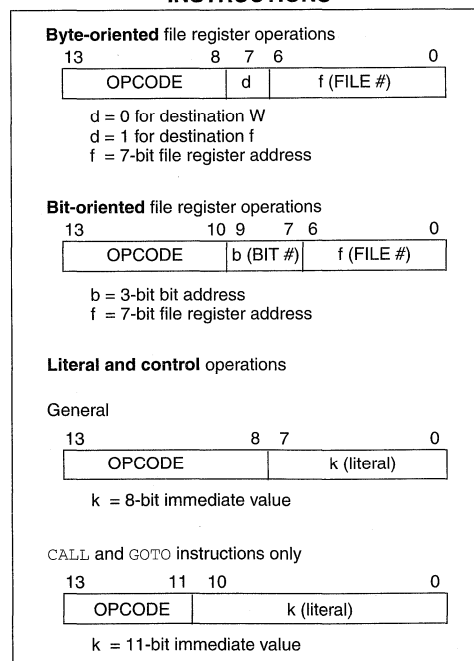 INSTRUCTIONS
Byte-oriented file register operations
13 8 7 6 0
OPCODE d f (FILE #)
d = 0 for destination W
d = 1 for destination f
f = 7-bit file register address
Bit-oriented file register operations
13 10 9 7 6 0
OPCODE b (BIT #) f (FILE #)
b = 3-bit bit address
f = 7-bit file register address
Literal and control operations
General
13 8 7 0
OPCODE k (literal)
k = 8-bit immediate value
CALL and GOTO instructions only
13 11 10 0
OPCODE k (literal)
k = 11-bit immediate value